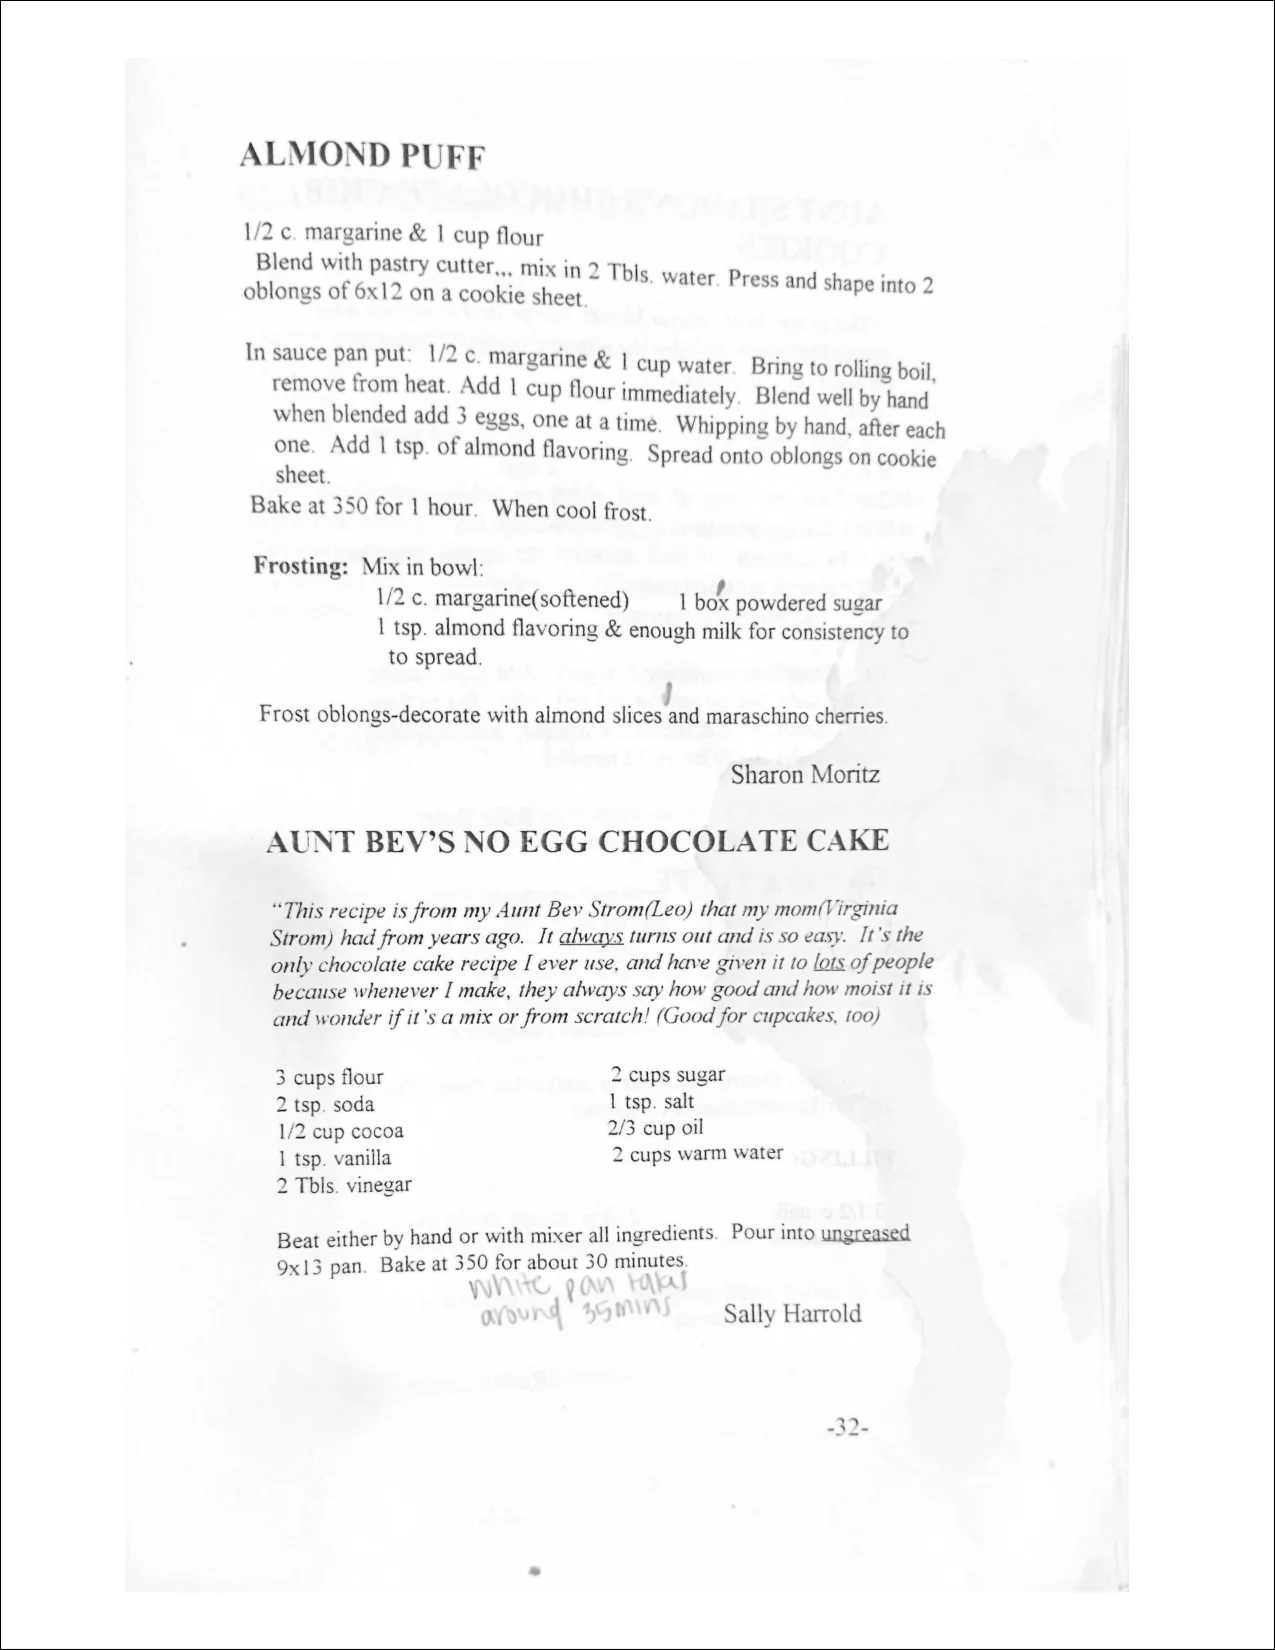 ALMOND PUFF
1/2 c. margarine & 1 cup flour
Blend with pastry cutter,,, mix in 2 Tbls. water. Press and shape into 2
oblongs of 6x12 on a cookie sheet.
In sauce pan put: 1/2 c. margarine & 1 cup water. Bring to rolling boil,
remove from heat. Add 1 cup flour immediately. Blend well by hand
when blended add 3 eggs, one at a time. Whipping by hand, after each
one. Add 1 tsp. of almond flavoring. Spread onto oblongs on cookie
sheet.
Bake at 350 for 1 hour. When cool frost.
Frosting: Mix in bowl:
1/2 c. margarine(softened) 1 box powdered sugar
1 tsp. almond flavoring & enough milk for consistency to
to spread.
Frost oblongs-decorate with almond slices and maraschino cherries.
Sharon Moritz
AUNT BEV'S NO EGG CHOCOLATE CAKE
"This recipe is from my Aunt Bev Strom(Leo) that my mom(Virginia
Strom) had from years ago. It always turns out and is so easy. It's the
only chocolate cake recipe I ever use, and have given it to lots of people
because whenever I make, they always say how good and how moist it is
and wonder if it's a mix or from scratch! (Good for cupcakes, too)
3 cups flour 2 cups sugar
2 tsp. soda 1 tsp. salt
1/2 cup cocoa 2/3 cup oil
1 tsp. vanilla 2 cups warm water
2 Tbls. vinegar
Beat either by hand or with mixer all ingredients. Pour into ungreased
9x13 pan. Bake at 350 for about 30 minutes.
White pan takes
around 35mins
Sally Harrold
-32-